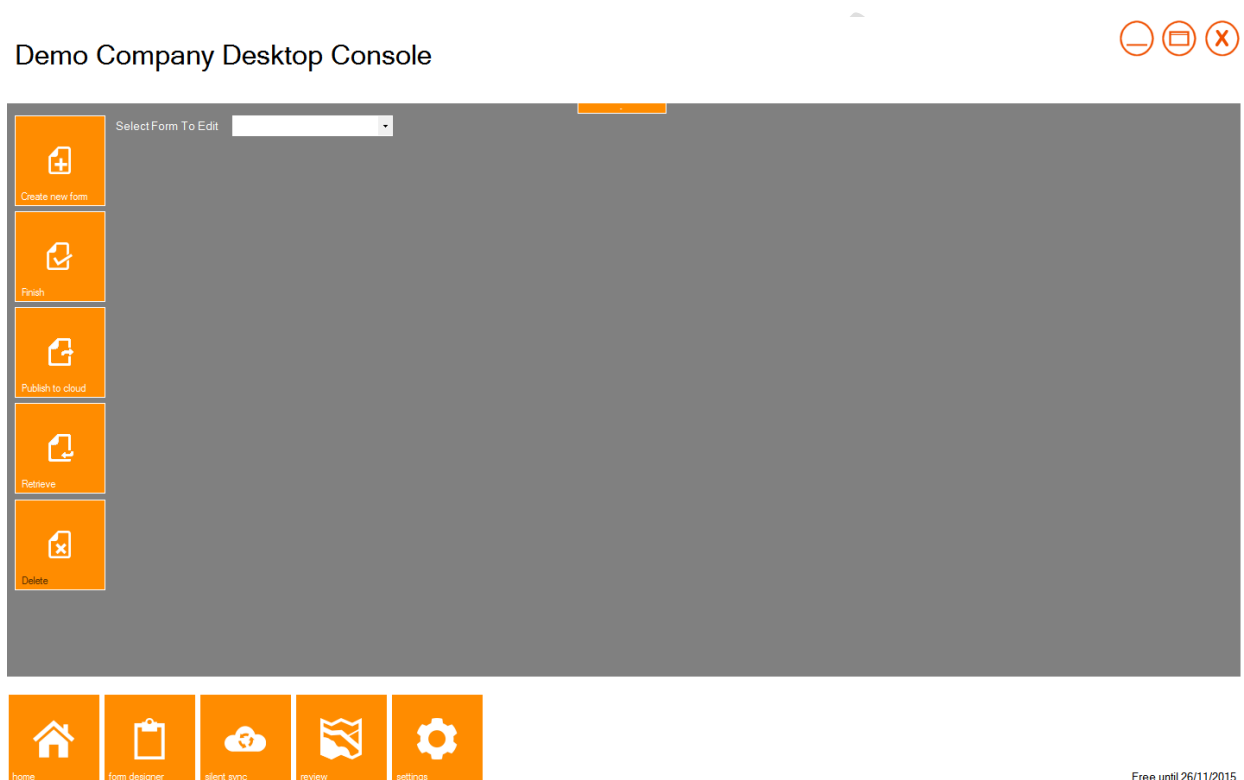 Demo Company Desktop Console
X
Select Form To Edit
Create new form
Finish
Publish to cloud
Retrieve
Delete
home
form designer
silent sync
review
settings
Free until 26/11/2015